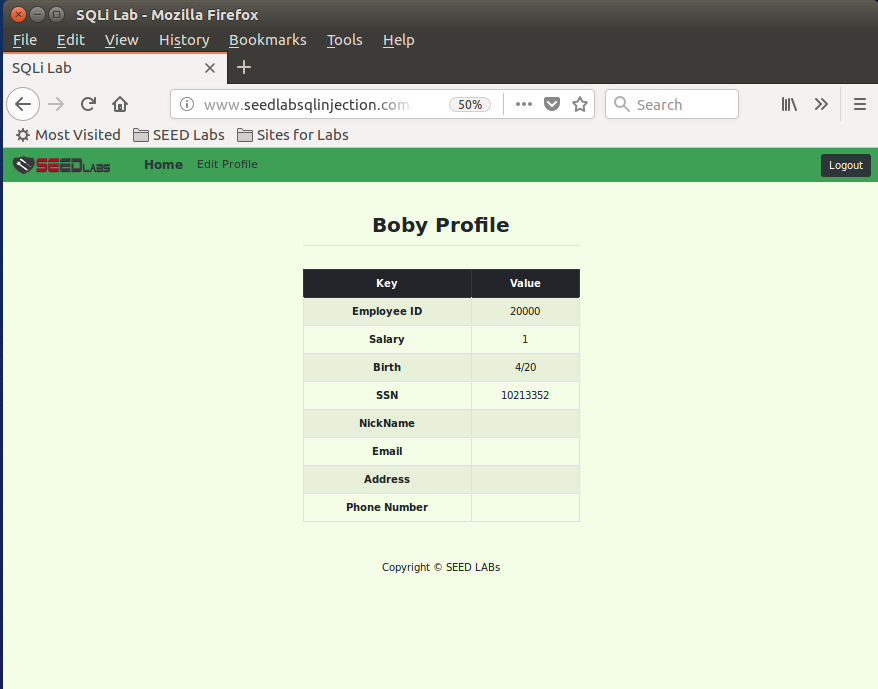 SQLi Lab - Mozilla Firefox
File Edit View History Bookmarks Tools Help
SQLi Lab
www.seedlabsqlinjection.com 50% Search
Most Visited SEED Labs Sites for Labs
SEEDLABS Home Edit Profile Logout
Boby Profile
Key Value
Employee ID 20000
Salary 1
Birth 4/20
SSN 10213352
NickName
Email
Address
Phone Number
Copyright © SEED LABs